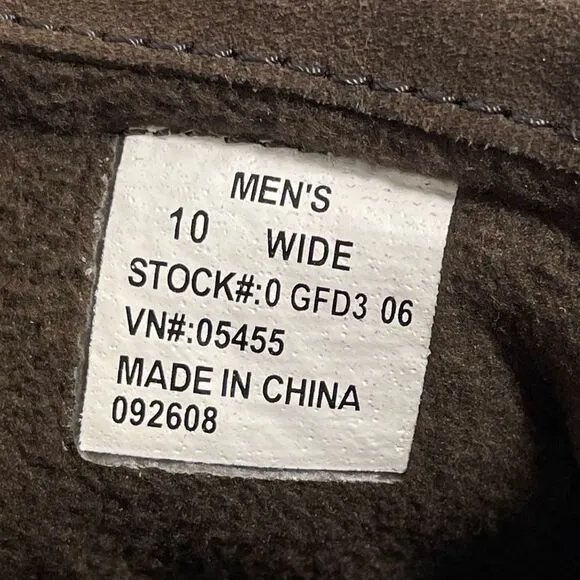 MEN'S
10 WIDE
STOCK#:0 GFD3 06
VN#:05455
MADE IN CHINA
092608